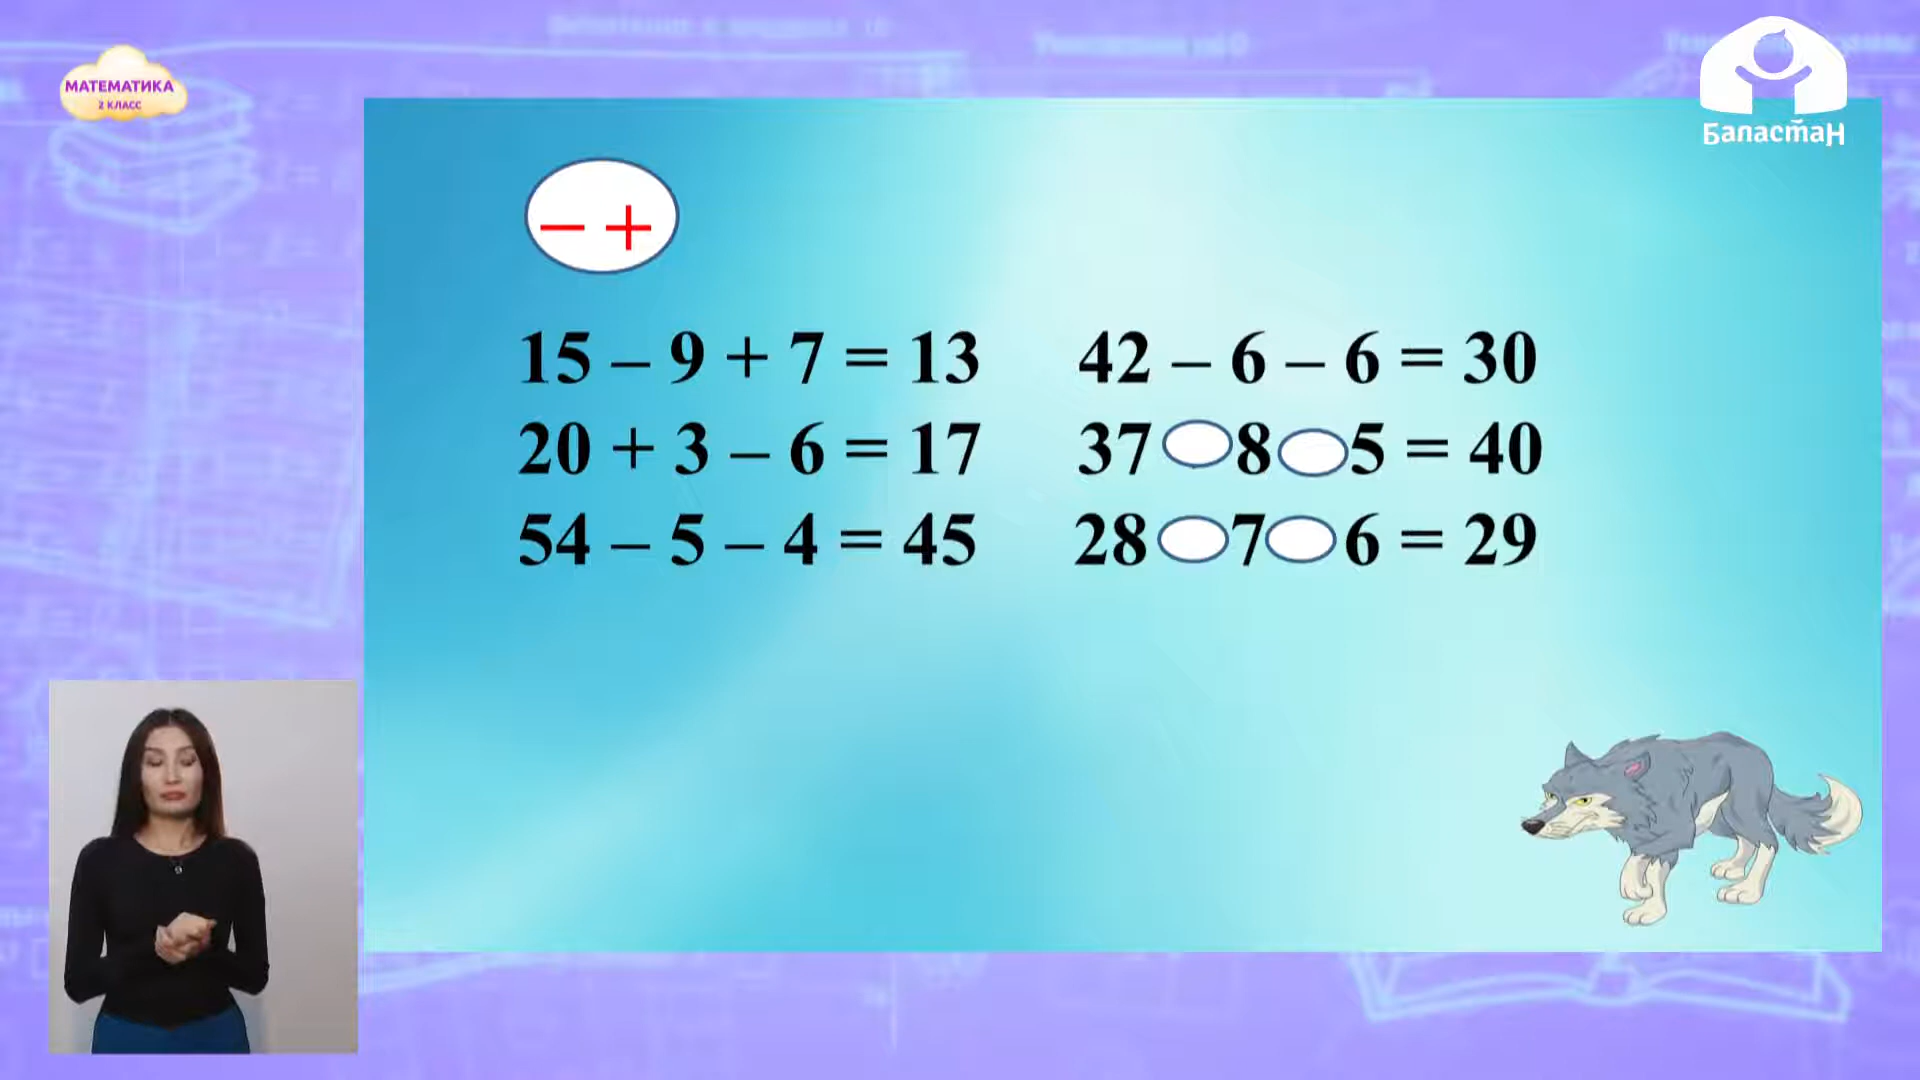 МАТЕМАТИКА
2 КЛАСС
БаластаН
– +
15 – 9 + 7 = 13
20 + 3 – 6 = 17
54 – 5 – 4 = 45
42 – 6 – 6 = 30
37 8 5 = 40
28 7 6 = 29